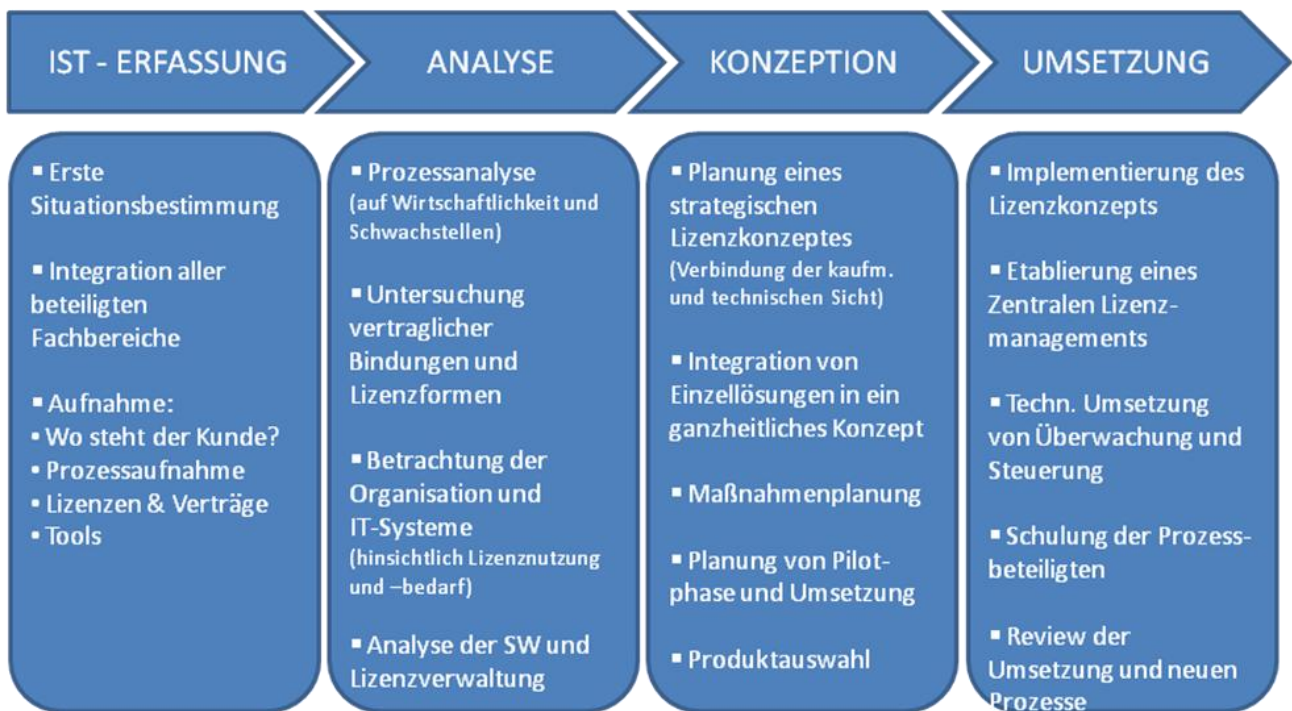 IST - ERFASSUNG
ANALYSE
KONZEPTION
UMSETZUNG
▪ Erste
Situationsbestimmung
▪ Integration aller
beteiligten
Fachbereiche
▪ Aufnahme:
• Wo steht der Kunde?
• Prozessaufnahme
• Lizenzen & Verträge
• Tools
▪ Prozessanalyse
(auf Wirtschaftlichkeit und
Schwachstellen)
▪ Untersuchung
vertraglicher
Bindungen und
Lizenzformen
▪ Betrachtung der
Organisation und
IT-Systeme
(hinsichtlich Lizenznutzung
und –bedarf)
▪ Analyse der SW und
Lizenzverwaltung
▪ Planung eines
strategischen
Lizenzkonzeptes
(Verbindung der kaufm.
und technischen Sicht)
▪ Integration von
Einzellösungen in ein
ganzheitliches Konzept
▪ Maßnahmenplanung
▪ Planung von Pilot-
phase und Umsetzung
▪ Produktauswahl
▪ Implementierung des
Lizenzkonzepts
▪ Etablierung eines
Zentralen Lizenz-
managements
▪ Techn. Umsetzung
von Überwachung und
Steuerung
▪ Schulung der Prozess-
beteiligten
▪ Review der
Umsetzung und neuen
Prozesse